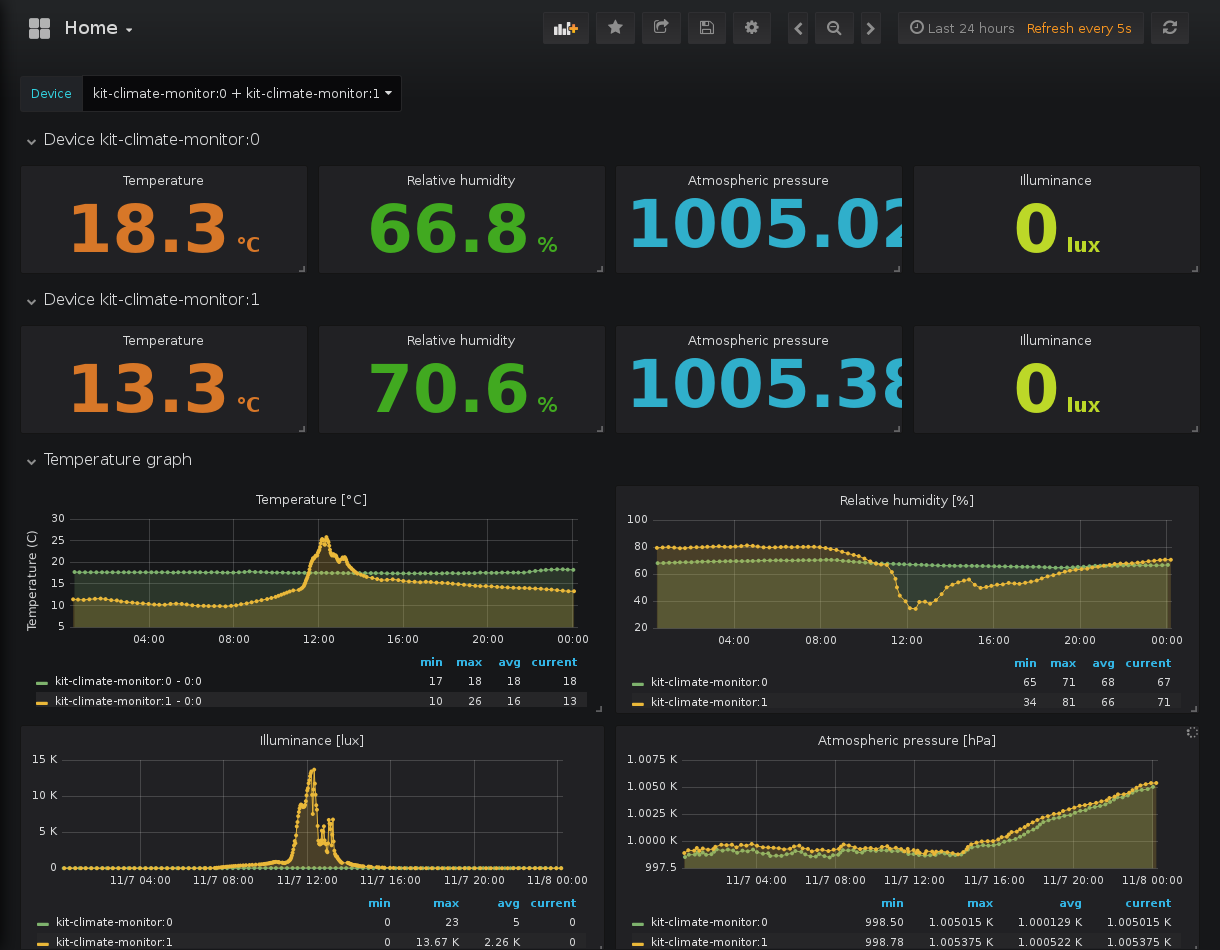 Home
Last 24 hours Refresh every 5s
Device kit-climate-monitor:0 + kit-climate-monitor:1
Device kit-climate-monitor:0
Temperature Relative humidity Atmospheric pressure Illuminance
18.3 °C 66.8 % 1005.02 0 lux
Device kit-climate-monitor:1
Temperature Relative humidity Atmospheric pressure Illuminance
13.3 °C 70.6 % 1005.38 0 lux
Temperature graph
Temperature [°C]
Temperature (C)
30
25
20
15
10
5
04:00 08:00 12:00 16:00 20:00 00:00
min max avg current
kit-climate-monitor:0 - 0:0 17 18 18 18
kit-climate-monitor:1 - 0:0 10 26 16 13
Relative humidity [%]
100
80
60
40
20
04:00 08:00 12:00 16:00 20:00 00:00
min max avg current
kit-climate-monitor:0 65 71 68 67
kit-climate-monitor:1 34 81 66 71
Illuminance [lux]
15 K
10 K
5 K
0
11/7 04:00 11/7 08:00 11/7 12:00 11/7 16:00 11/7 20:00 11/8 00:00
min max avg current
kit-climate-monitor:0 0 23 5 0
kit-climate-monitor:1 0 13.67 K 2.26 K 0
Atmospheric pressure [hPa]
1.0075 K
1.0050 K
1.0025 K
1.0000 K
997.5
11/7 04:00 11/7 08:00 11/7 12:00 11/7 16:00 11/7 20:00 11/8 00:00
min max avg current
kit-climate-monitor:0 998.50 1.005015 K 1.000129 K 1.005015 K
kit-climate-monitor:1 998.78 1.005375 K 1.000522 K 1.005375 K